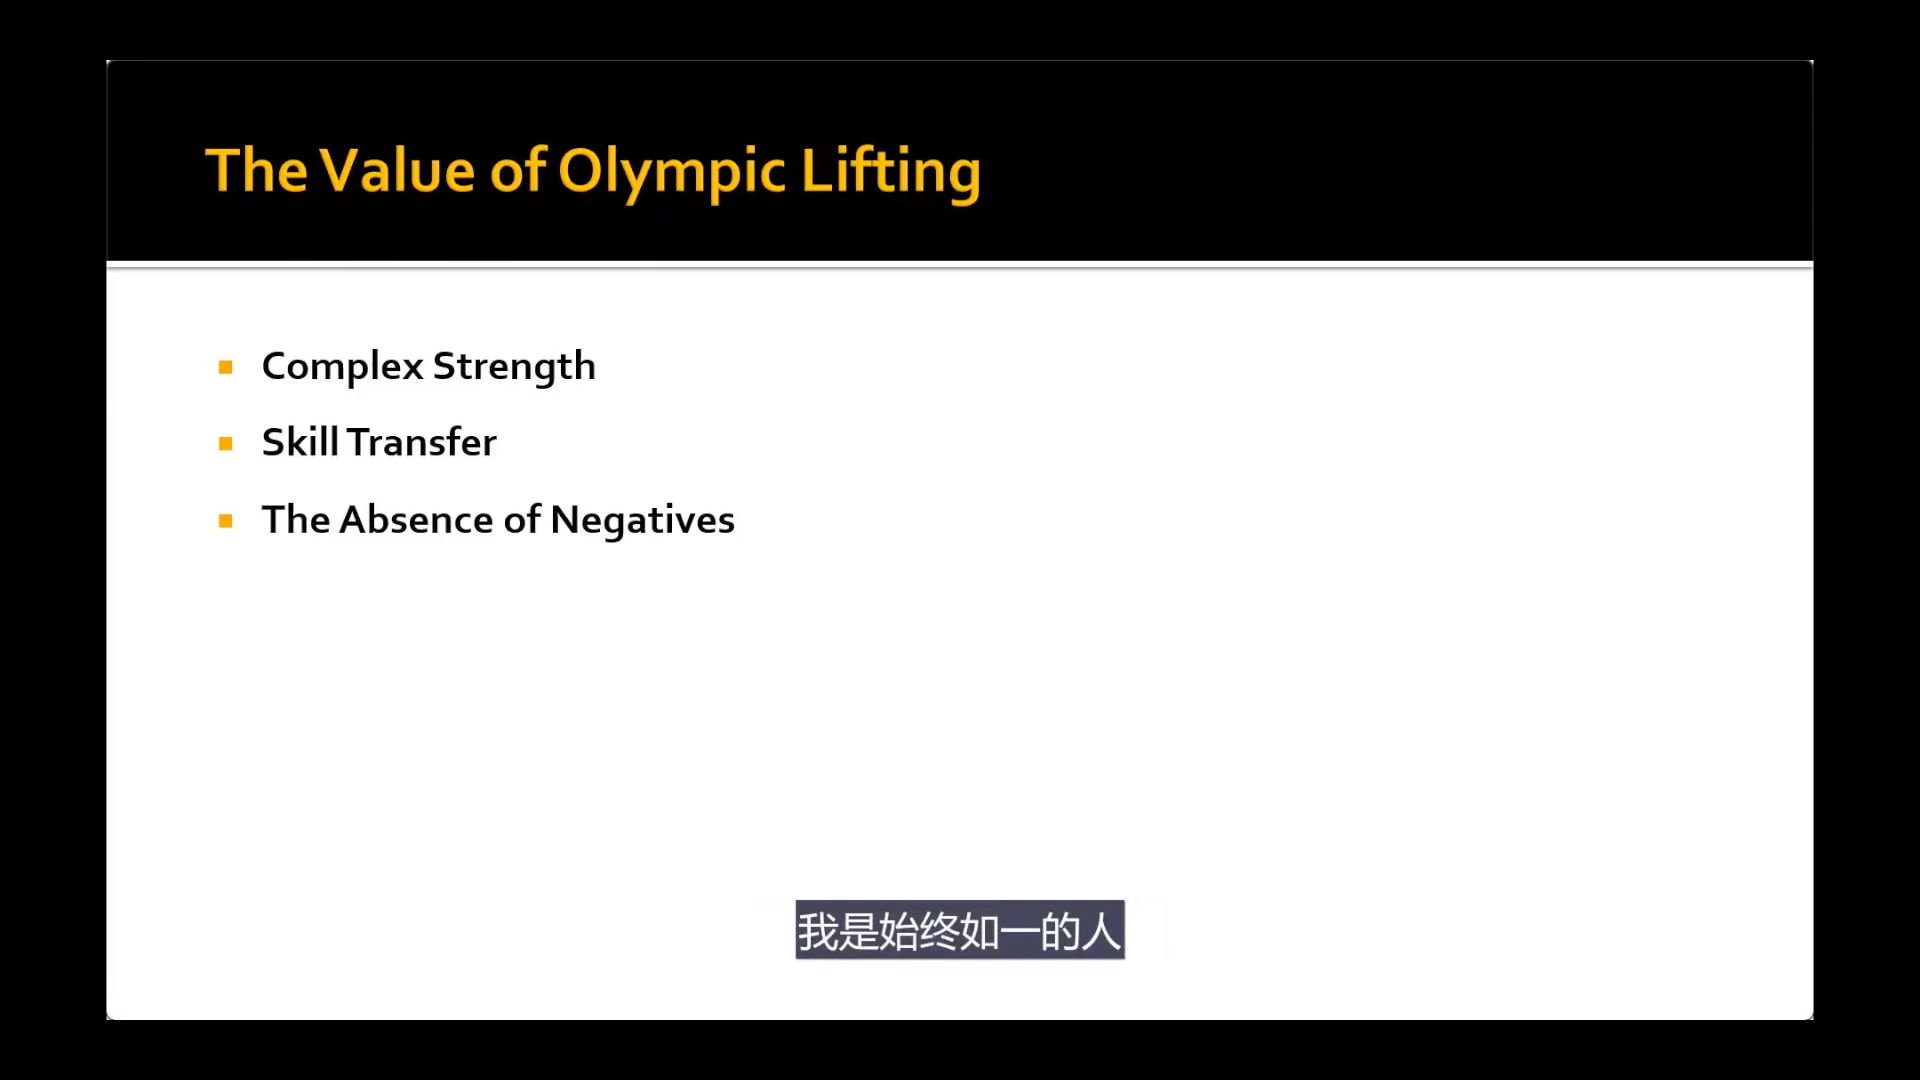 The Value of Olympic Lifting
Complex Strength
Skill Transfer
The Absence of Negatives
我是始终如一的人